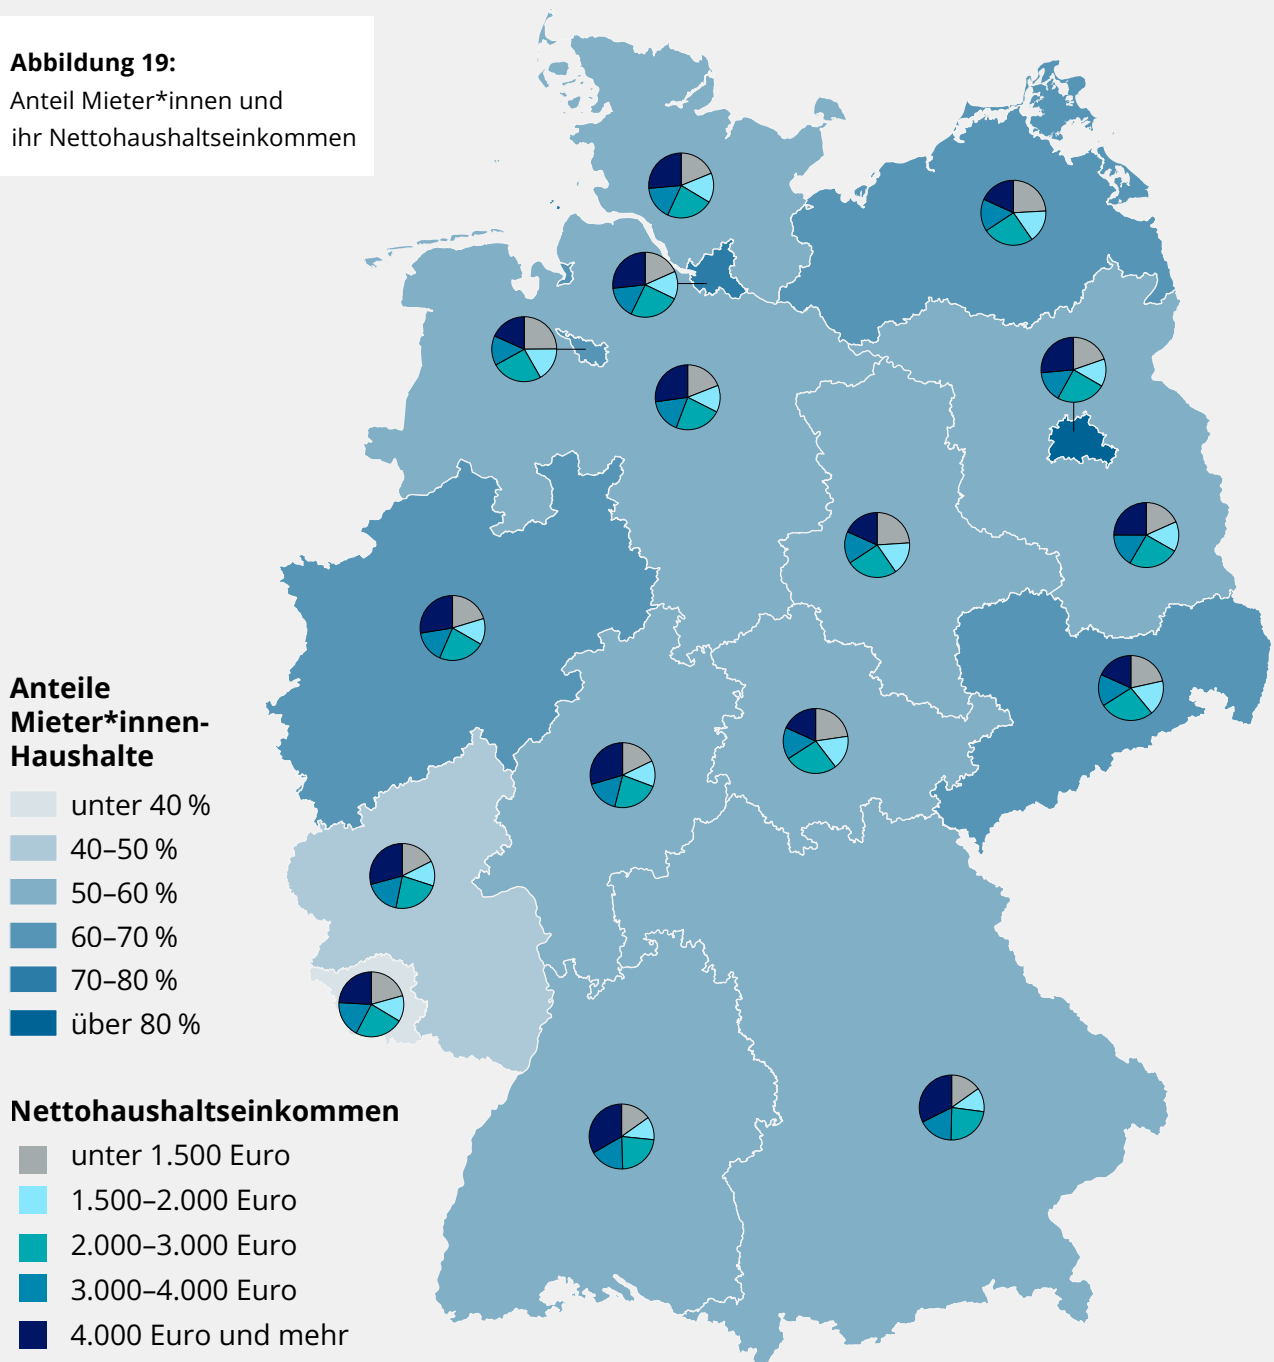 Abbildung 19:
Anteil Mieter*innen und
ihr Nettohaushaltseinkommen
Anteile
Mieter*innen-
Haushalte
unter 40 %
40–50 %
50–60 %
60–70 %
70–80 %
über 80 %
Nettohaushaltseinkommen
unter 1.500 Euro
1.500–2.000 Euro
2.000–3.000 Euro
3.000–4.000 Euro
4.000 Euro und mehr